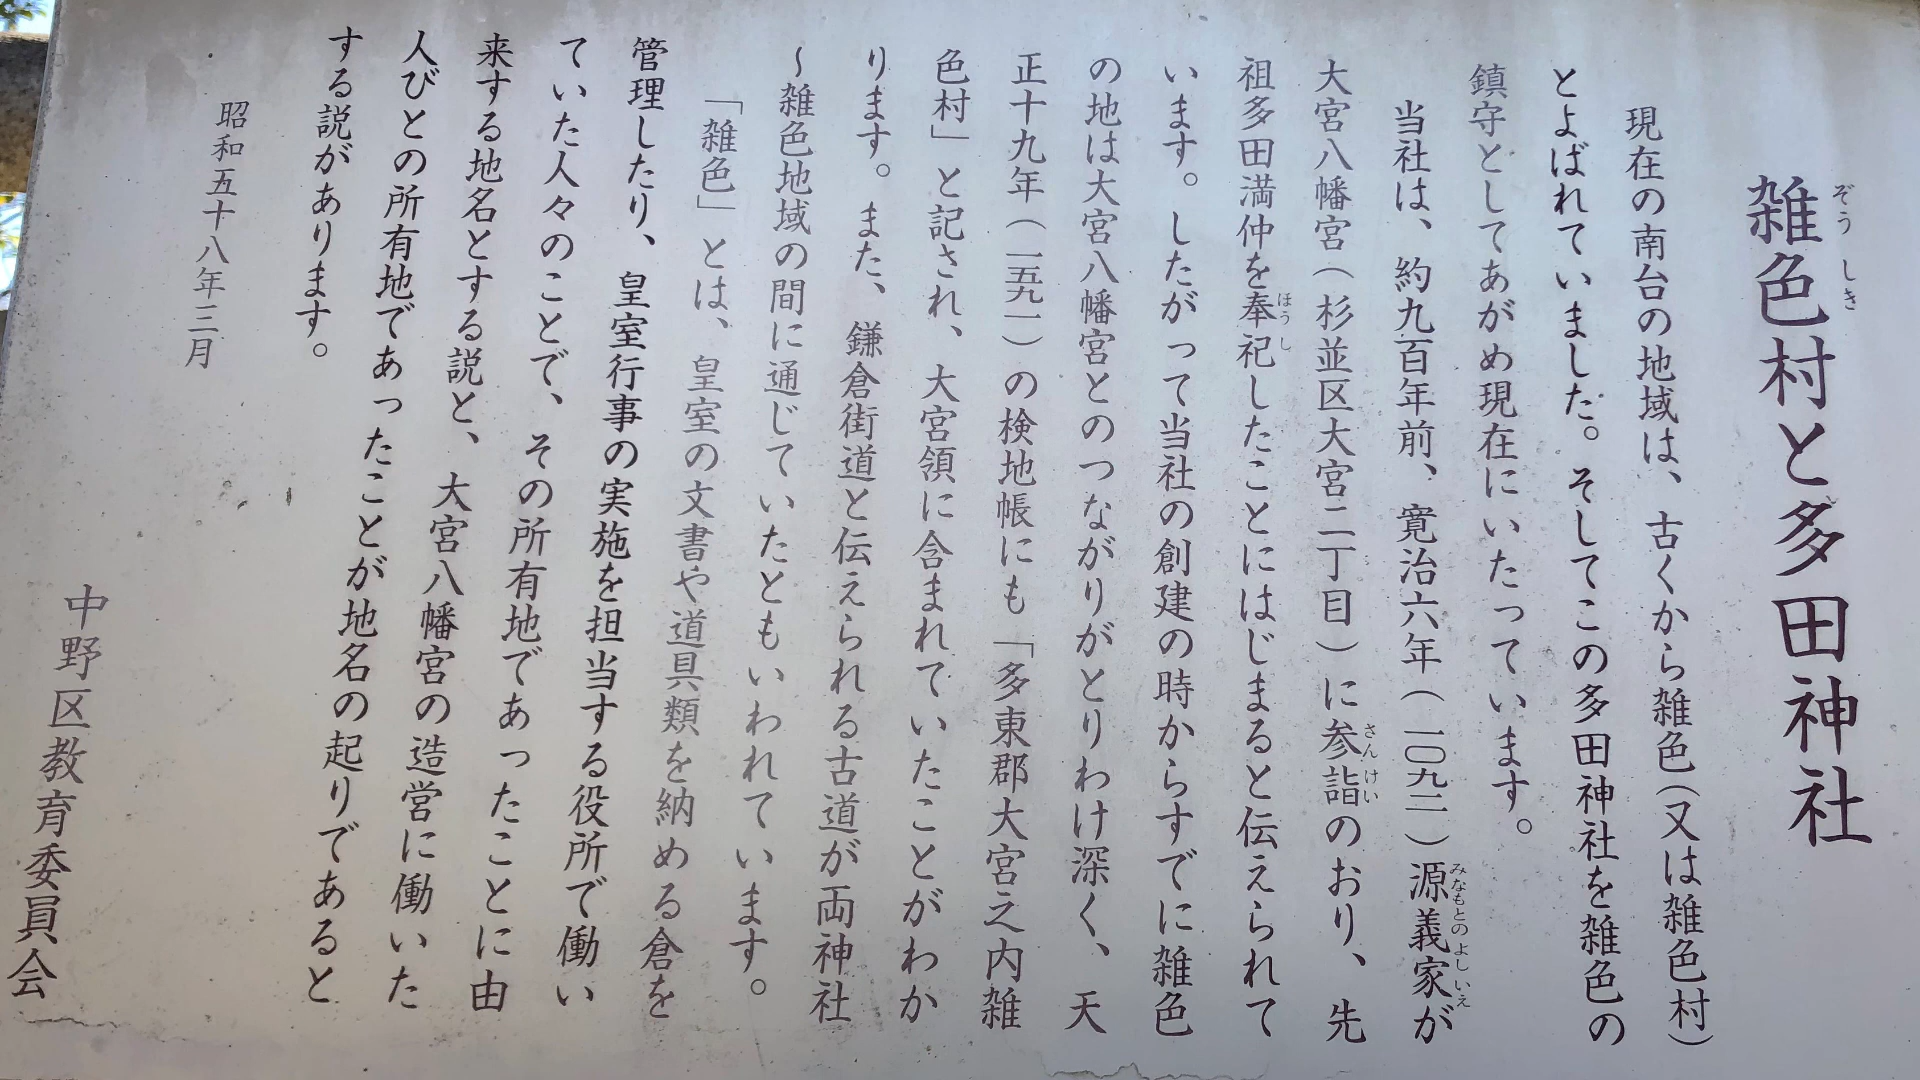 雑色村と多田神社
ぞうしき
現在の南台の地域は、古くから雑色(又は雑色村)
とよばれていました。そしてこの多田神社を雑色の
鎮守としてあがめ現在にいたっています。
当社は、約九百年前、寛治六年(一〇九二)源義家が
みなもとのよしいえ
大宮八幡宮(杉並区大宮二丁目)に参詣のおり、先
さんけい
祖多田満仲を奉祀したことにはじまると伝えられて
ほうし
います。したがって当社の創建の時からすでに雑色
の地は大宮八幡宮とのつながりがとりわけ深く、天
正十九年(一五九一)の検地帳にも「多東郡大宮之内雑
色村」と記され、大宮領に含まれていたことがわか
ります。また、鎌倉街道と伝えられる古道が両神社
~雑色地域の間に通じていたともいわれています。
「雑色」とは、皇室の文書や道具類を納める倉を
管理したり、皇室行事の実施を担当する役所で働い
ていた人々のことで、その所有地であったことに由
来する地名とする説と、大宮八幡宮の造営に働いた
人びとの所有地であったことが地名の起りであると
する説があります。
昭和五十八年三月
中野区教育委員会